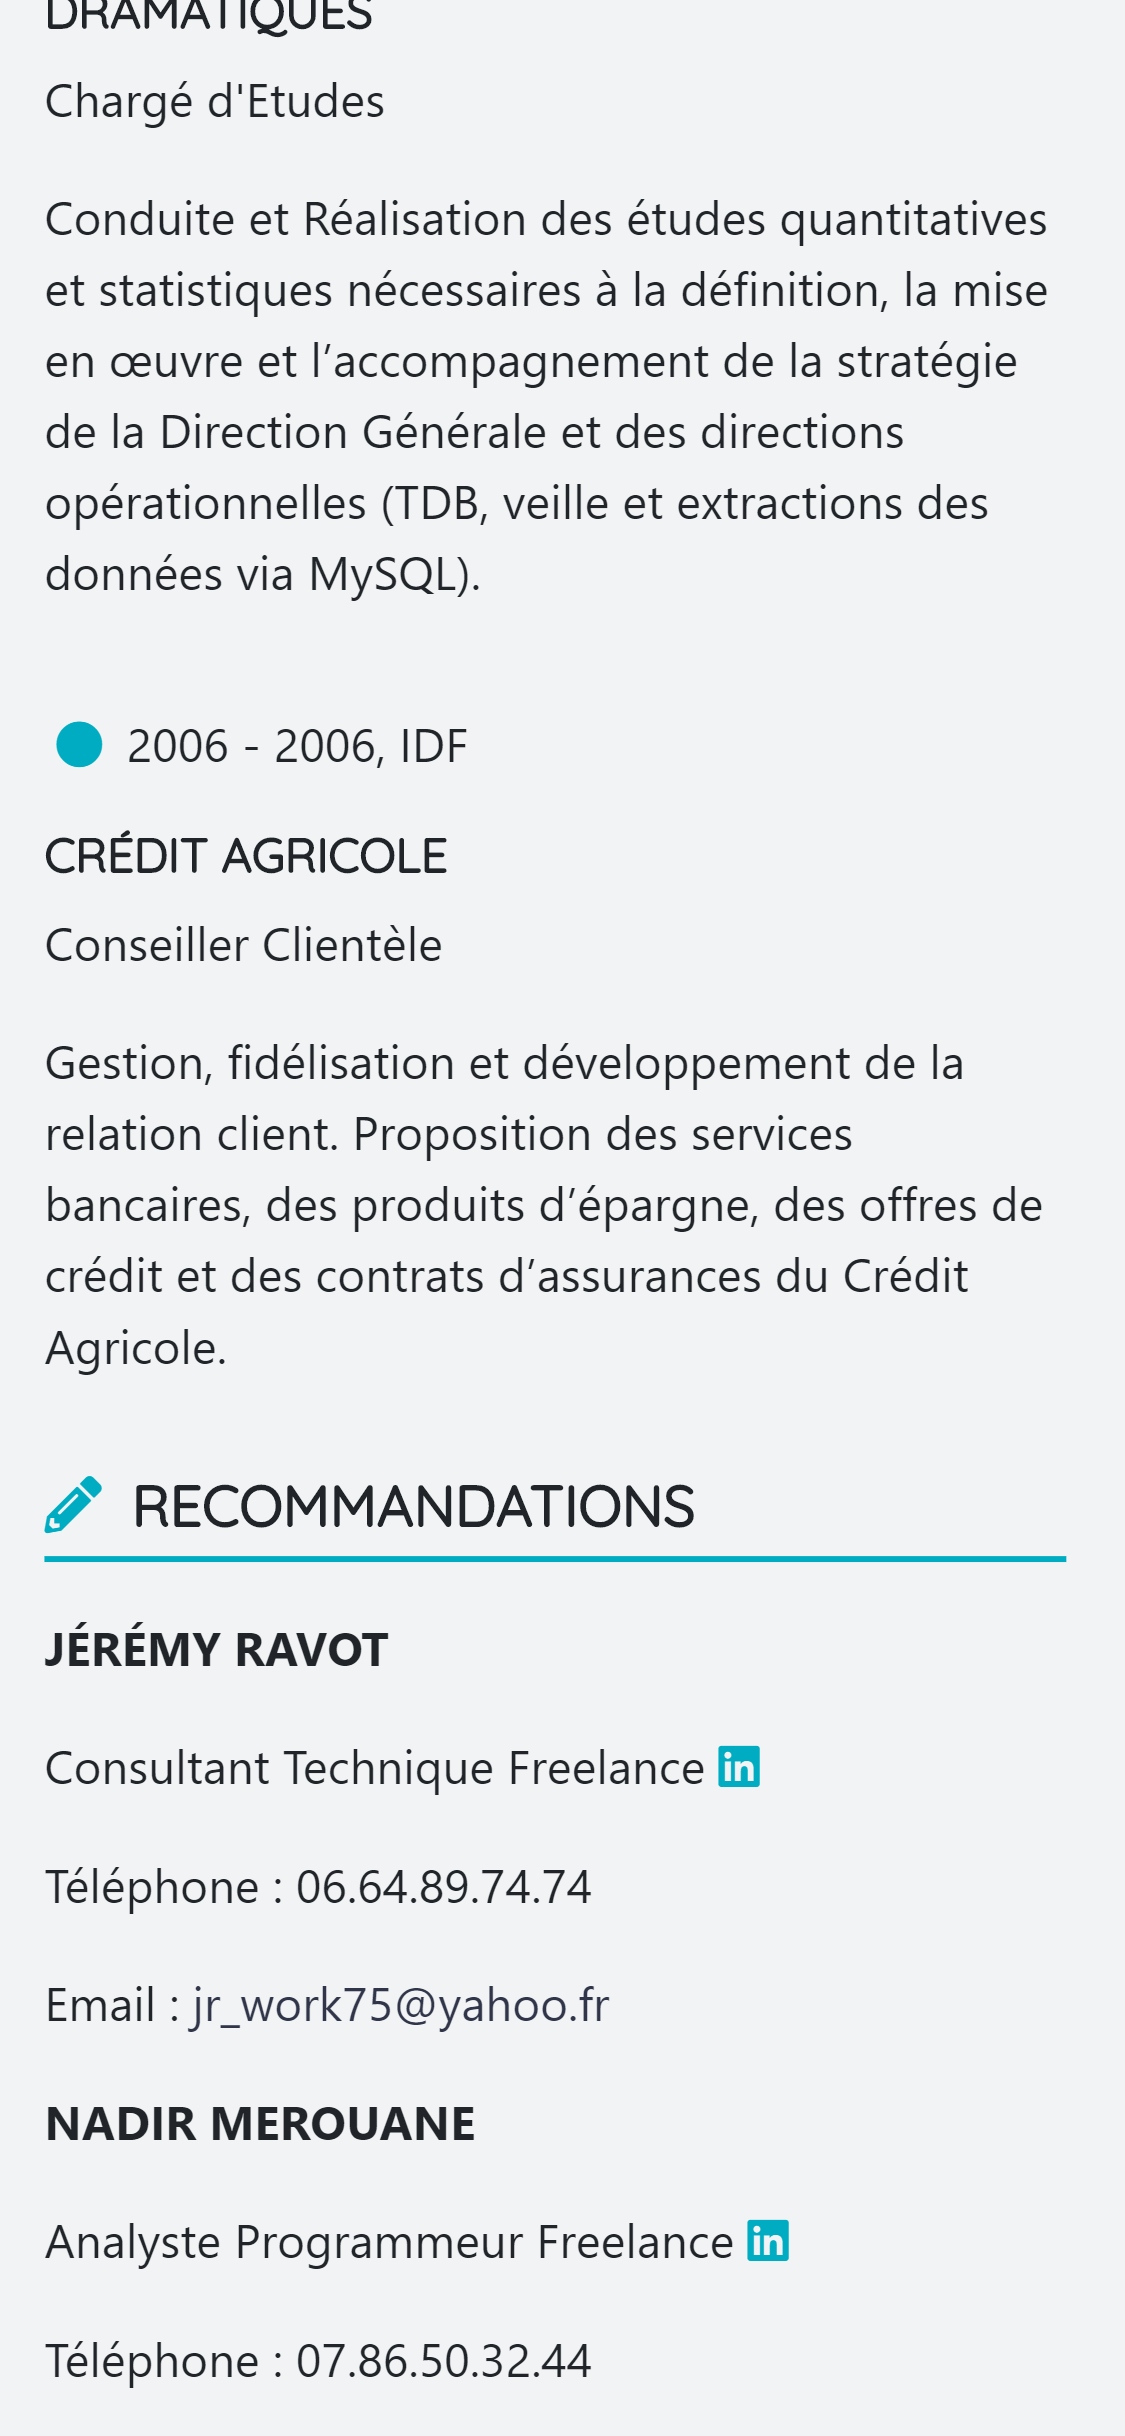 DRAMATIQUES
Chargé d'Etudes
Conduite et Réalisation des études quantitatives
et statistiques nécessaires à la définition, la mise
en œuvre et l’accompagnement de la stratégie
de la Direction Générale et des directions
opérationnelles (TDB, veille et extractions des
données via MySQL).
2006 - 2006, IDF
CRÉDIT AGRICOLE
Conseiller Clientèle
Gestion, fidélisation et développement de la
relation client. Proposition des services
bancaires, des produits d’épargne, des offres de
crédit et des contrats d’assurances du Crédit
Agricole.
RECOMMANDATIONS
JÉRÉMY RAVOT
Consultant Technique Freelance in
Téléphone : 06.64.89.74.74
Email : jr_work75@yahoo.fr
NADIR MEROUANE
Analyste Programmeur Freelance in
Téléphone : 07.86.50.32.44